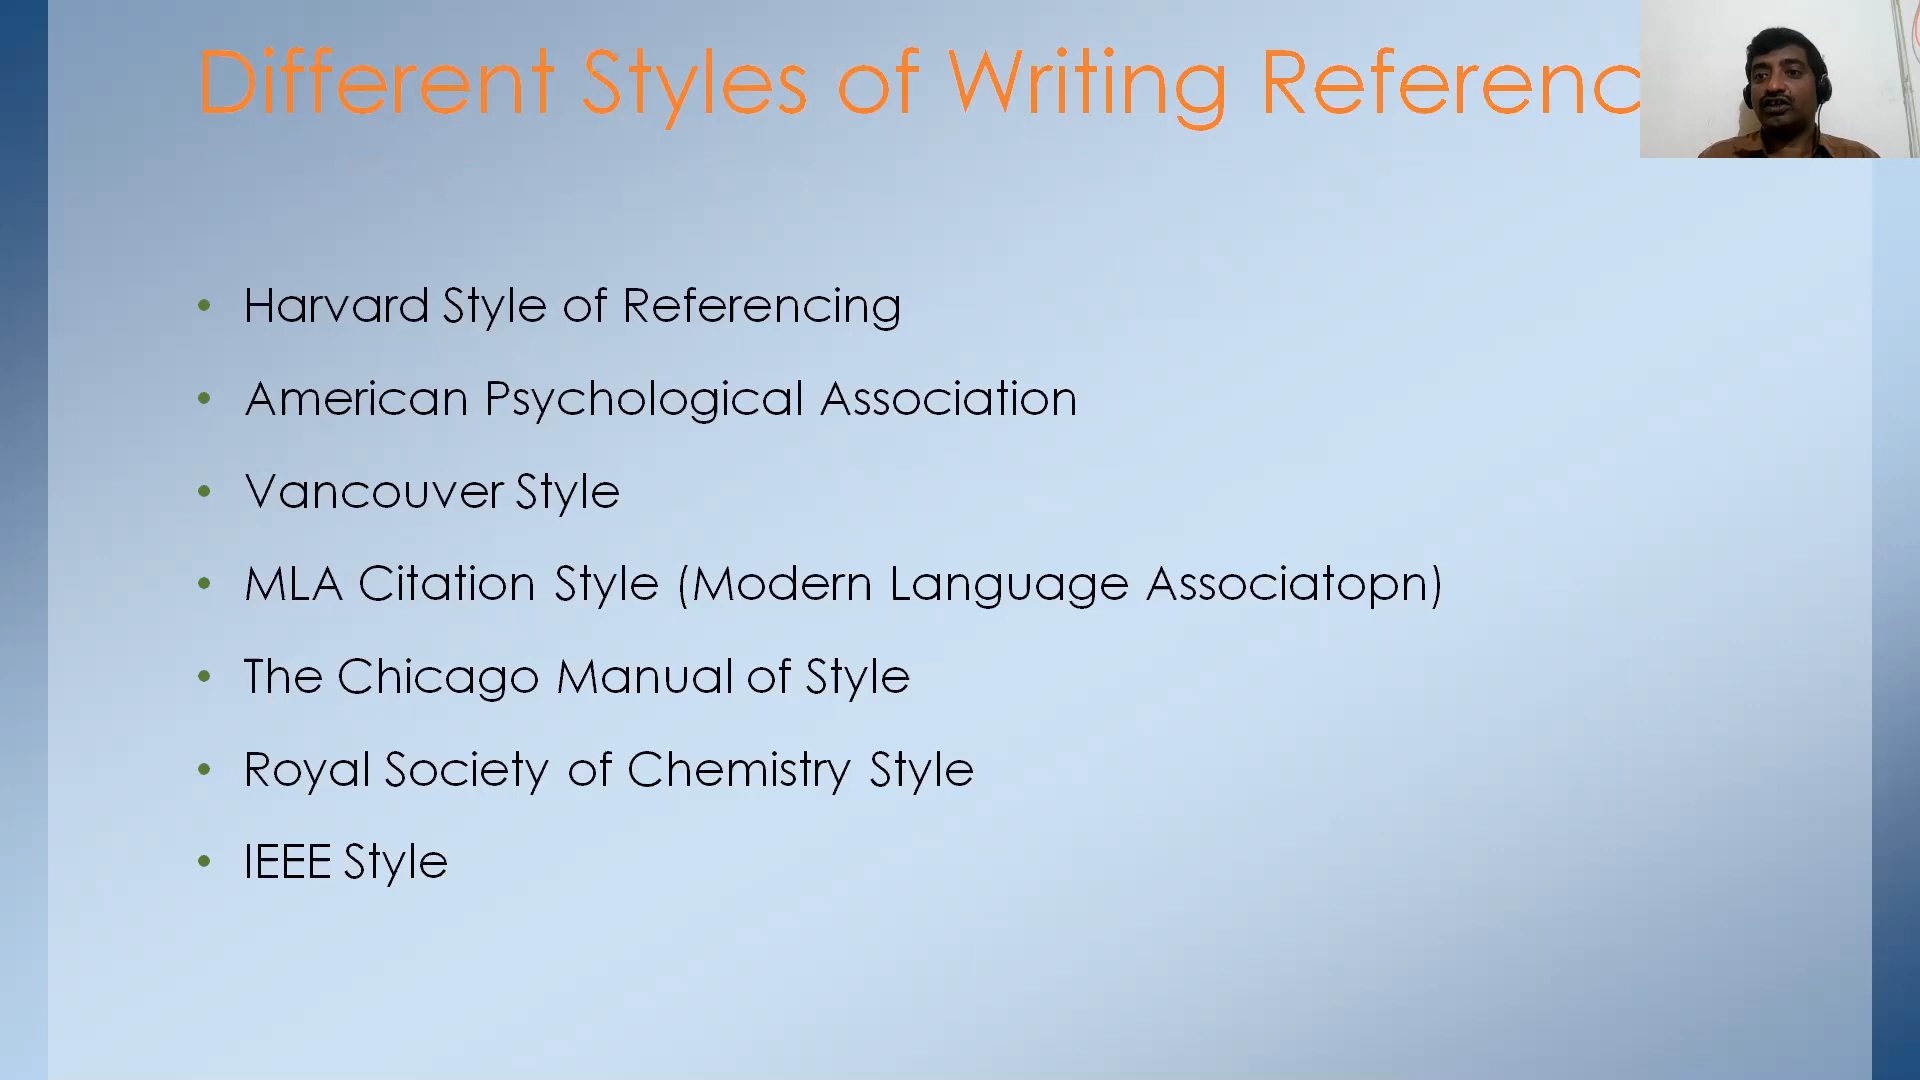 Different Styles of Writing Referenc
• Harvard Style of Referencing
• American Psychological Association
• Vancouver Style
• MLA Citation Style (Modern Language Associatopn)
• The Chicago Manual of Style
• Royal Society of Chemistry Style
• IEEE Style